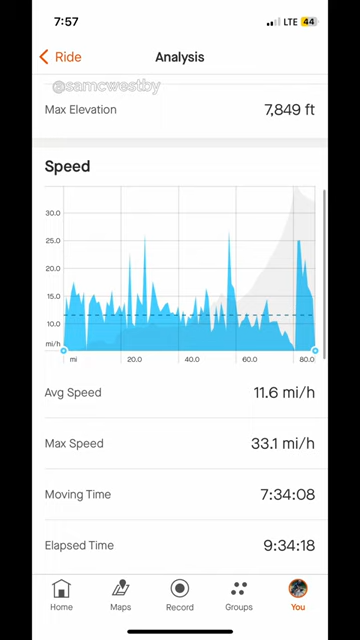 7:57
LTE 44
Ride
Analysis
@samcwestby
Max Elevation 7,849 ft
Speed
30.0
25.0
20.0
15.0
10.0
mi/h
mi 20.0 40.0 60.0 80.0
Avg Speed 11.6 mi/h
Max Speed 33.1 mi/h
Moving Time 7:34:08
Elapsed Time 9:34:18
Home Maps Record Groups You